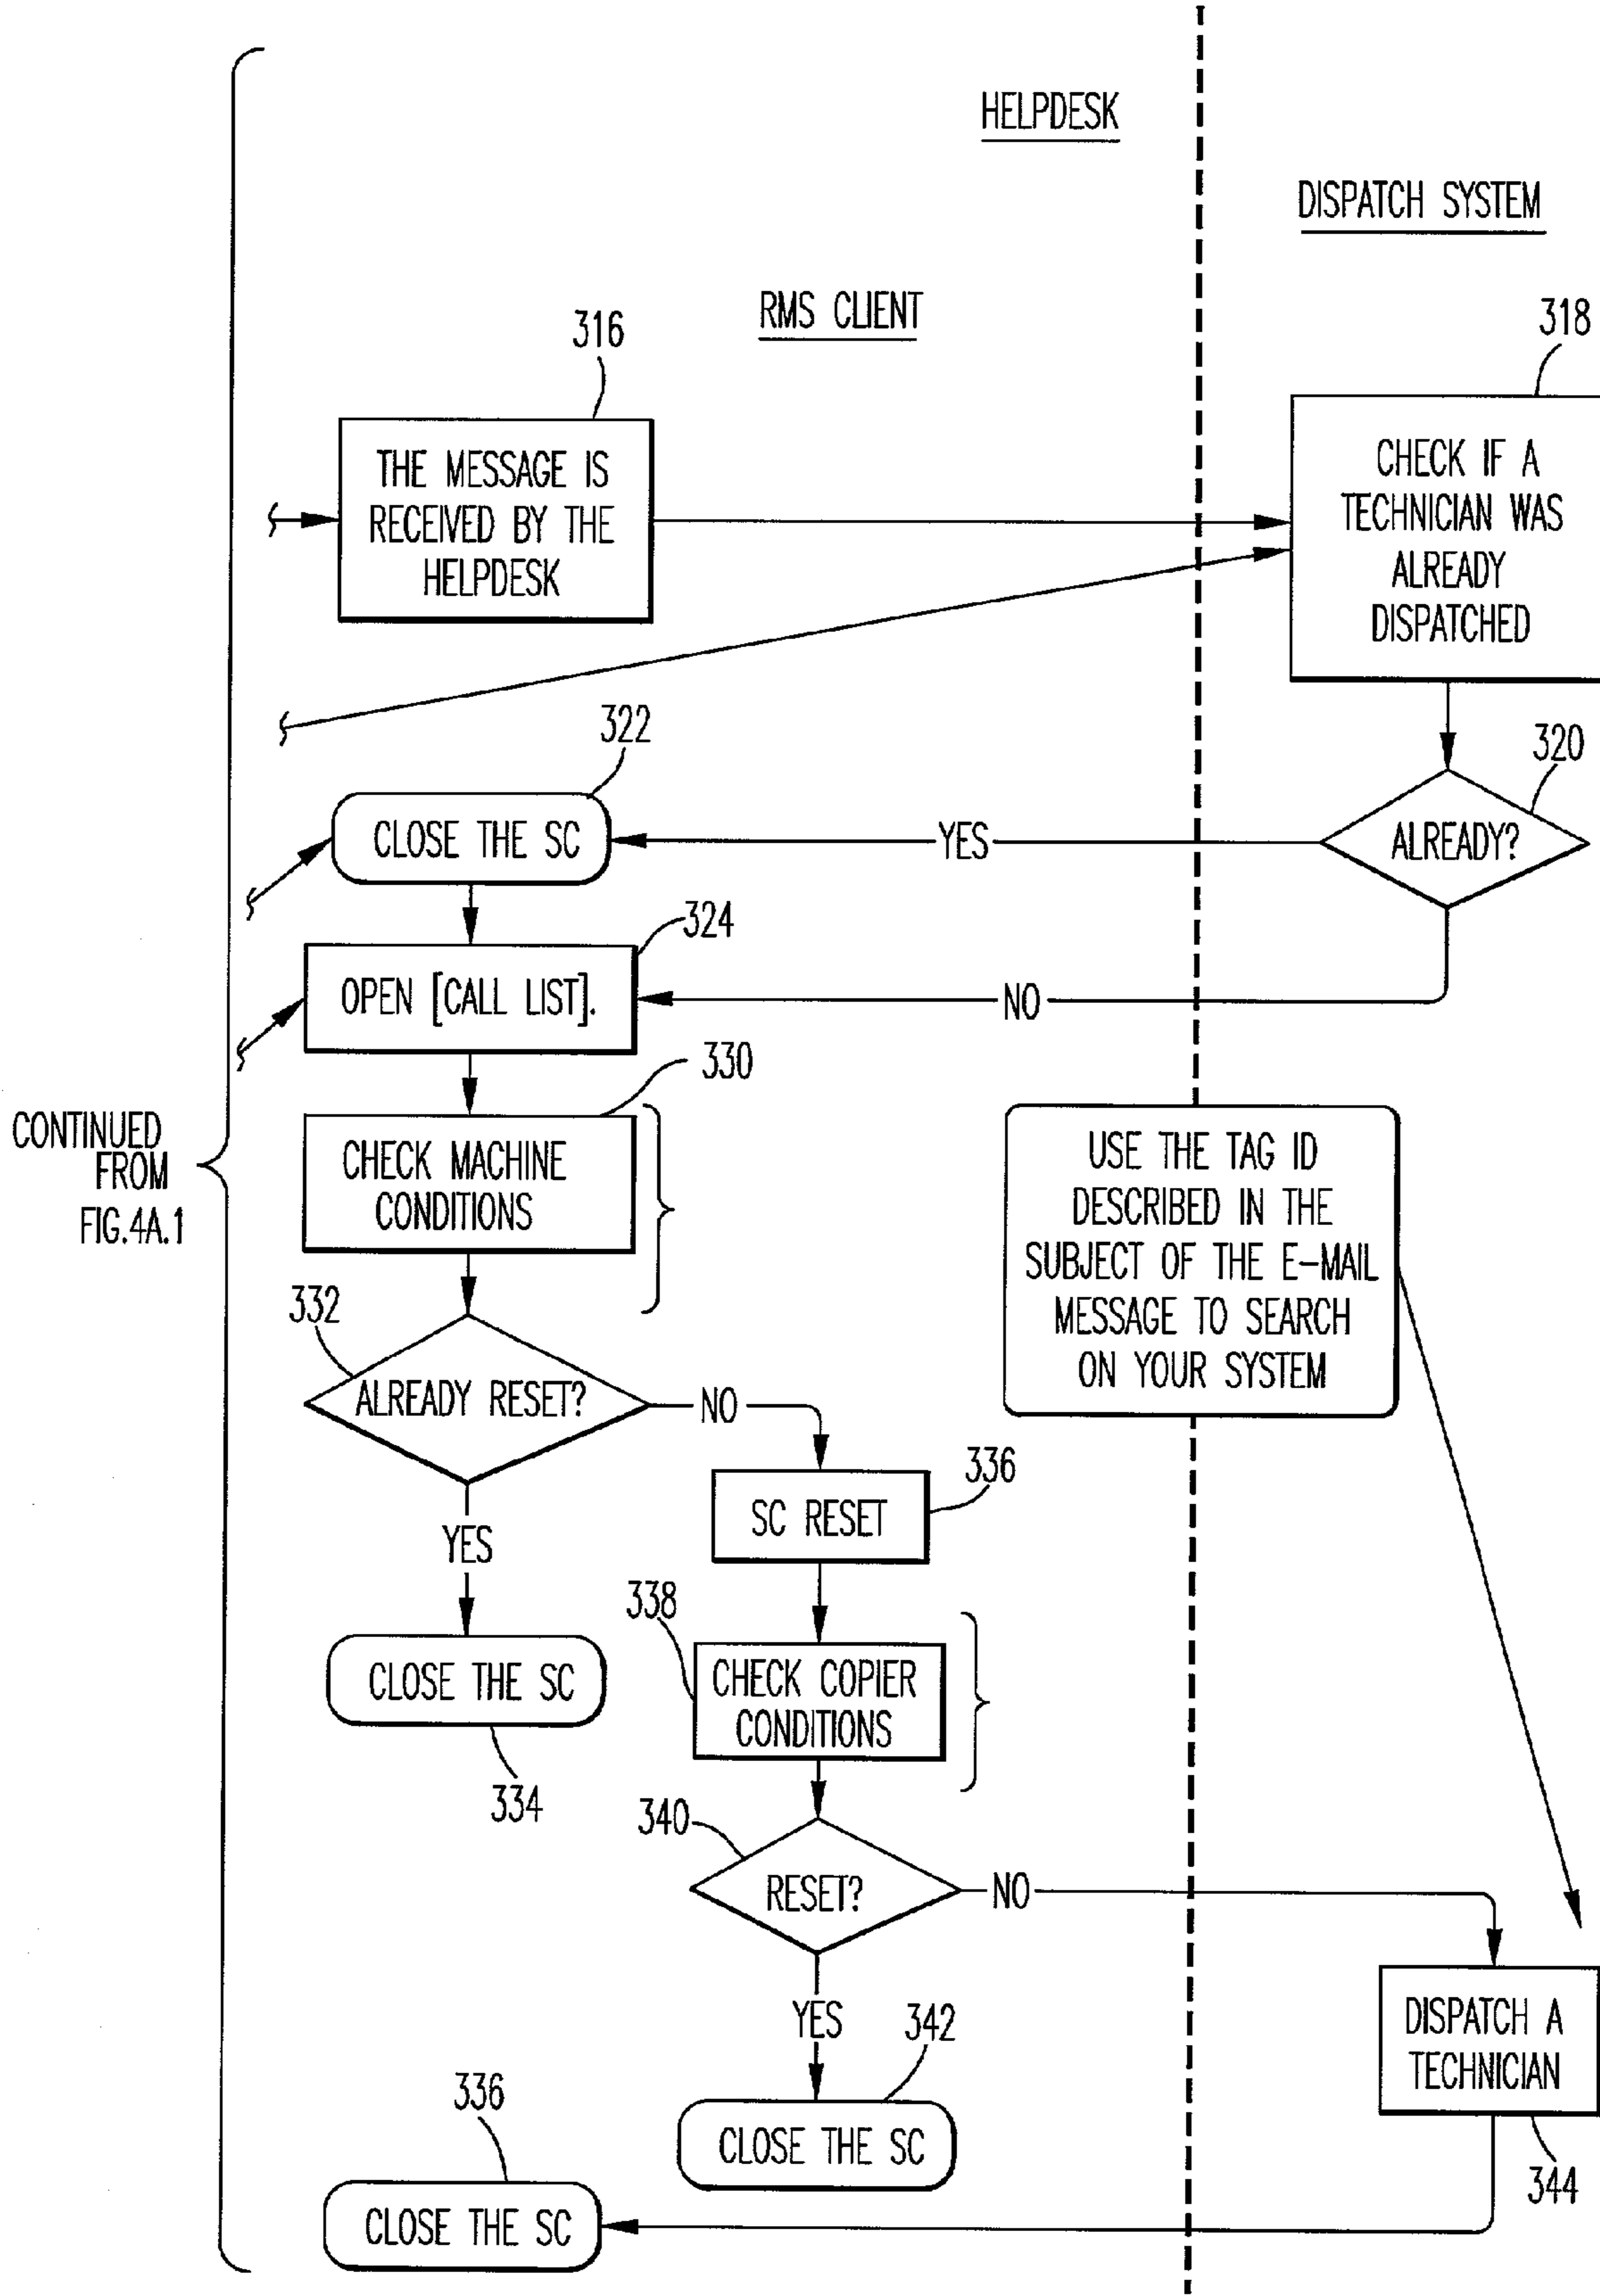 HELPDESK
DISPATCH SYSTEM
RMS CLIENT
316
318
THE MESSAGE IS
RECEIVED BY THE
HELPDESK
CHECK IF A
TECHNICIAN WAS
ALREADY
DISPATCHED
322
320
CLOSE THE SC
YES
ALREADY?
324
OPEN [CALL LIST].
NO
330
CONTINUED
FROM
FIG.4A.1
CHECK MACHINE
CONDITIONS
USE THE TAG ID
DESCRIBED IN THE
SUBJECT OF THE E-MAIL
MESSAGE TO SEARCH
ON YOUR SYSTEM
332
ALREADY RESET?
NO
336
SC RESET
YES
338
CHECK COPIER
CONDITIONS
CLOSE THE SC
334
340
RESET?
NO
YES
342
DISPATCH A
TECHNICIAN
336
CLOSE THE SC
344
CLOSE THE SC